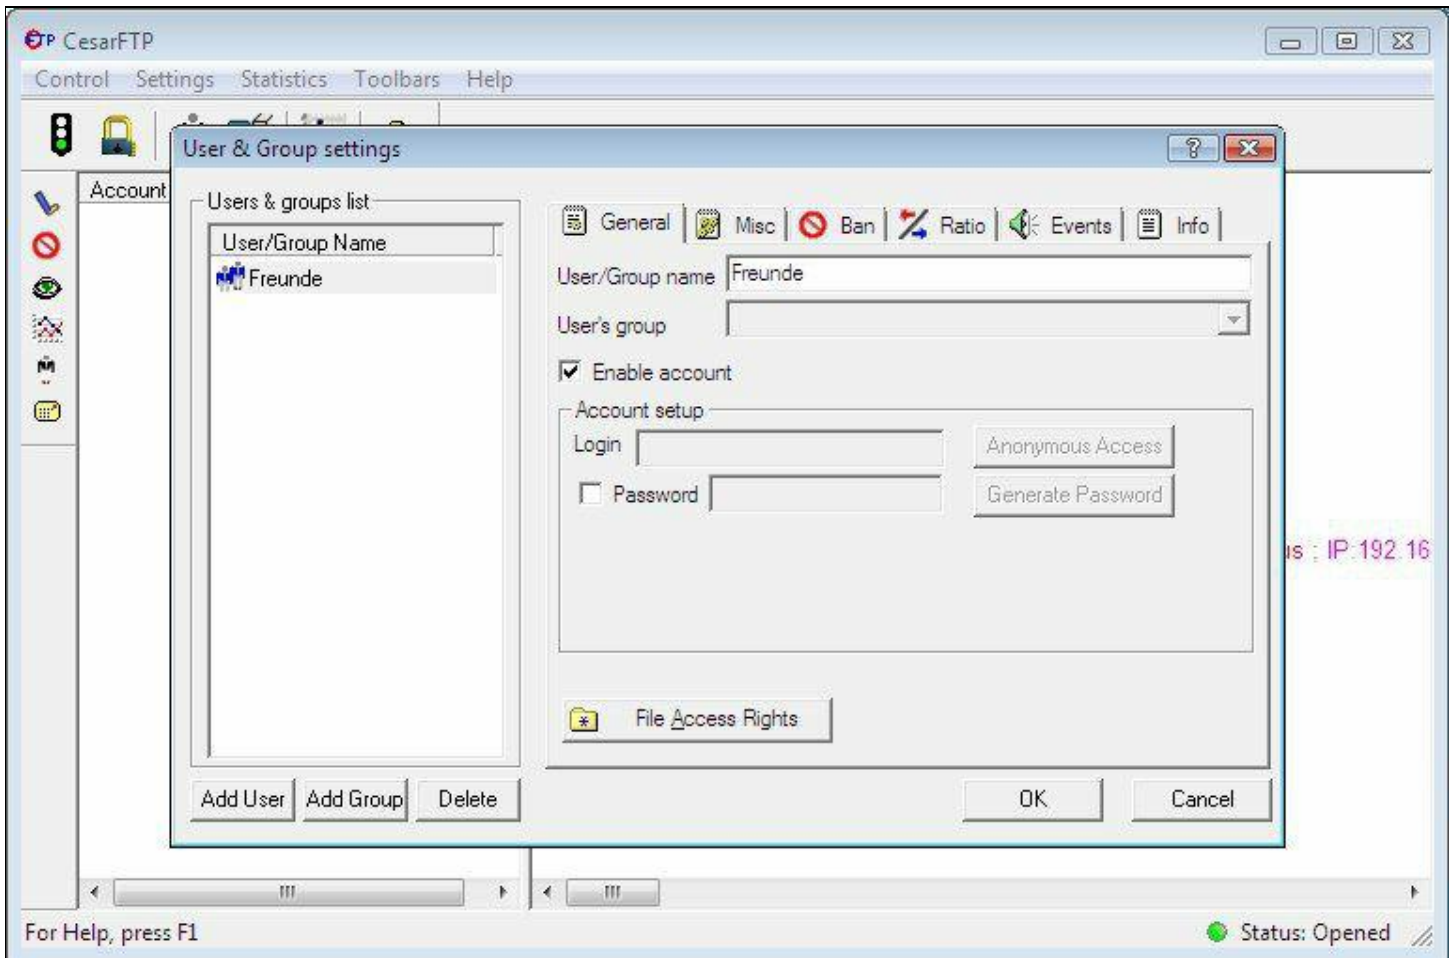 CesarFTP
Control Settings Statistics Toolbars Help
User & Group settings
Account
Users & groups list
User/Group Name
Freunde
General Misc Ban Ratio Events Info
User/Group name Freunde
User's group
Enable account
Account setup
Login Anonymous Access
Password Generate Password
us ; IP:192.16
File Access Rights
Add User Add Group Delete OK Cancel
For Help, press F1 Status: Opened